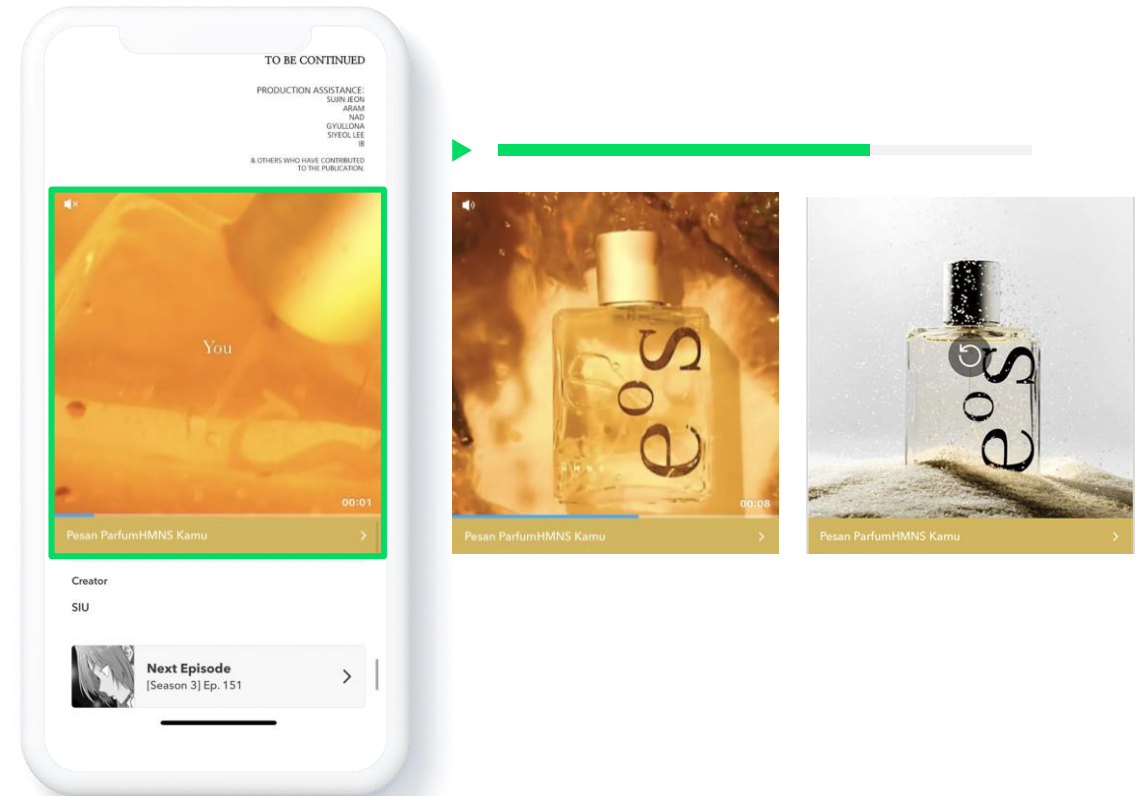 TO BE CONTINUED
PRODUCTION ASSISTANCE:
SUJIN JEON
ARAM
NAD
GYULLONA
SIYEOL LEE
IB
& OTHERS WHO HAVE CONTRIBUTED
TO THE PUBLICATION.
You
00:01
Pesan ParfumHMNS Kamu
Creator
SIU
Next Episode
[Season 3] Ep. 151
eos
HMNS
00:08
Pesan ParfumHMNS Kamu
eos
Pesan ParfumHMNS Kamu